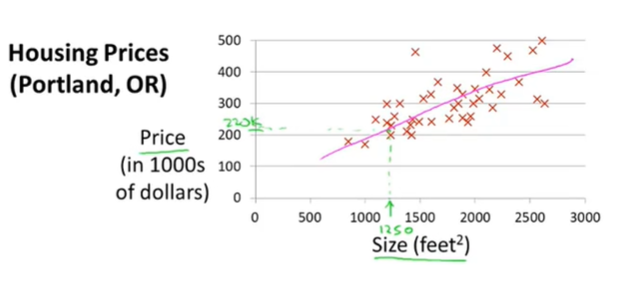 Housing Prices
(Portland, OR)
Price
(in 1000s
of dollars)
500
400
300
220k
200
100
0
0 500 1000 1500 2000 2500 3000
1250
Size (feet²)